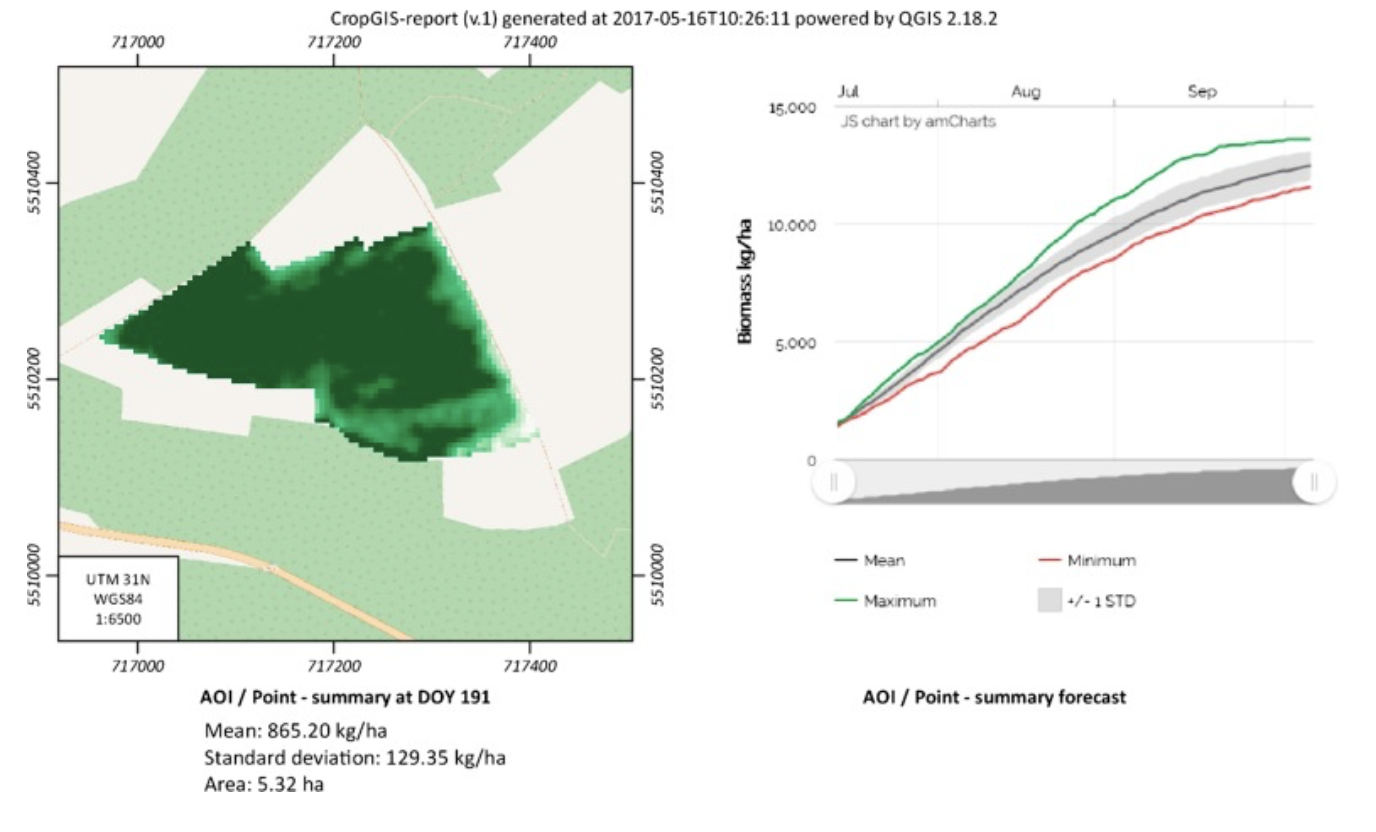 CropGIS-report (v.1) generated at 2017-05-16T10:26:11 powered by QGIS 2.18.2
717000 717200 717400
5510400
5510200
5510000
5510400
5510200
5510000
UTM 31N
WGS84
1:6500
717000 717200 717400
AOI / Point - summary at DOY 191
Mean: 865.20 kg/ha
Standard deviation: 129.35 kg/ha
Area: 5.32 ha
Jul Aug Sep
JS chart by amCharts
Biomass kg/ha
15,000
10,000
5,000
0
Mean Minimum
Maximum +/- 1 STD
AOI / Point - summary forecast